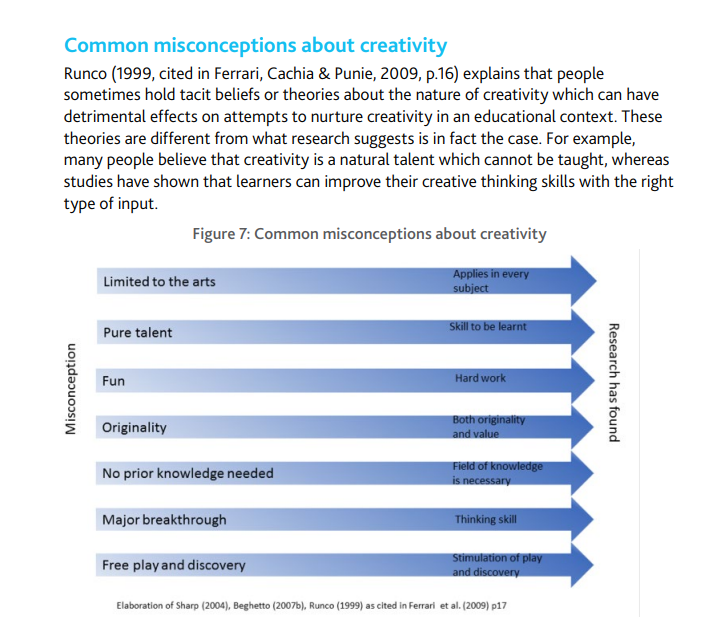 Common misconceptions about creativity
Runco (1999, cited in Ferrari, Cachia & Punie, 2009, p.16) explains that people
sometimes hold tacit beliefs or theories about the nature of creativity which can have
detrimental effects on attempts to nurture creativity in an educational context. These
theories are different from what research suggests is in fact the case. For example,
many people believe that creativity is a natural talent which cannot be taught, whereas
studies have shown that learners can improve their creative thinking skills with the right
type of input.
Figure 7: Common misconceptions about creativity
Misconception
Limited to the arts
Applies in every
subject
Pure talent
Skill to be learnt
Fun
Hard work
Originality
Both originality
and value
No prior knowledge needed
Field of knowledge
is necessary
Major breakthrough
Thinking skill
Free play and discovery
Stimulation of play
and discovery
Research has found
Elaboration of Sharp (2004), Beghetto (2007b), Runco (1999) as cited in Ferrari et al. (2009) p17